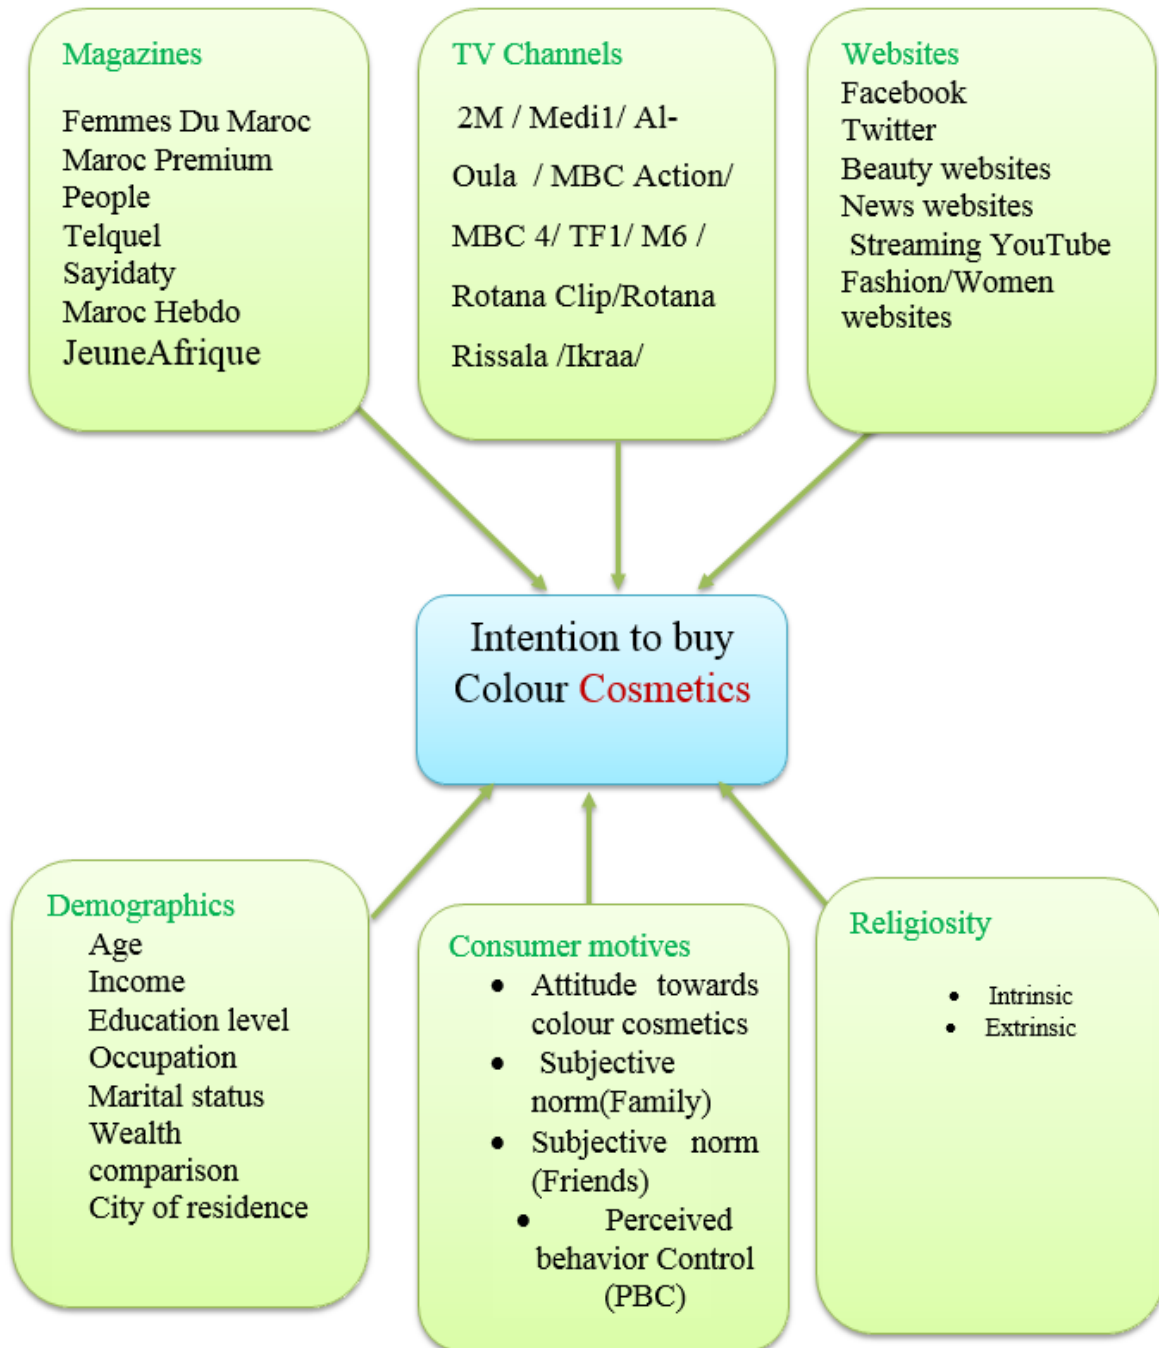 Magazines
Femmes Du Maroc
Maroc Premium
People
Telquel
Sayidaty
Maroc Hebdo
JeuneAfrique
TV Channels
2M / Medi1/ Al-
Oula / MBC Action/
MBC 4/ TF1/ M6 /
Rotana Clip/Rotana
Rissala /Ikraa/
Websites
Facebook
Twitter
Beauty websites
News websites
Streaming YouTube
Fashion/Women
websites
Intention to buy
Colour Cosmetics
Demographics
Age
Income
Education level
Occupation
Marital status
Wealth
comparison
City of residence
Consumer motives
• Attitude towards
colour cosmetics
• Subjective
norm(Family)
• Subjective norm
(Friends)
• Perceived
behavior Control
(PBC)
Religiosity
• Intrinsic
• Extrinsic